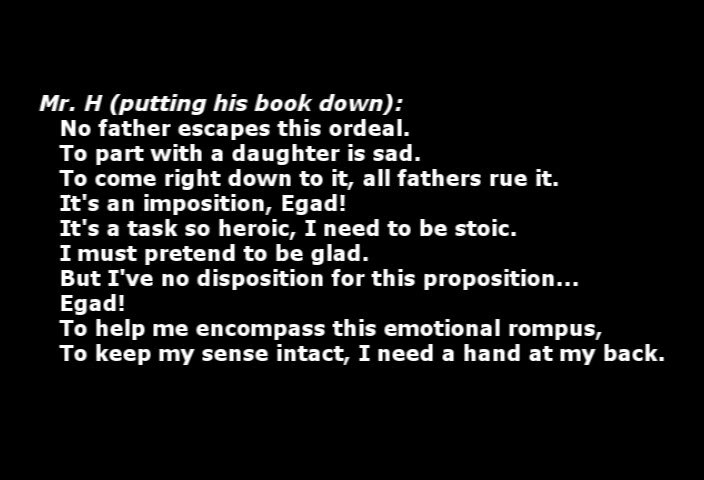 Mr. H (putting his book down):
No father escapes this ordeal.
To part with a daughter is sad.
To come right down to it, all fathers rue it.
It's an imposition, Egad!
It's a task so heroic, I need to be stoic.
I must pretend to be glad.
But I've no disposition for this proposition...
Egad!
To help me encompass this emotional rompus,
To keep my sense intact, I need a hand at my back.